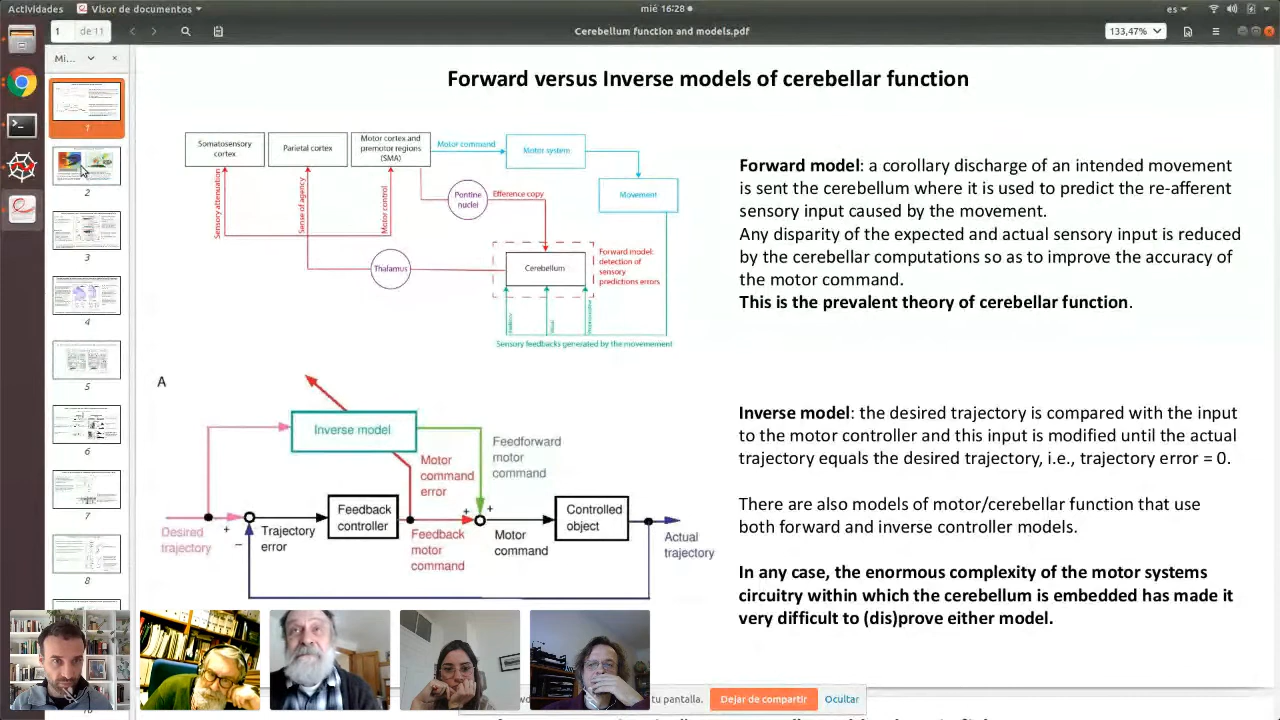 Actividades
Visor de documentos
mié 16:28
es
1
de 11
Cerebellum function and models.pdf
133,47%
Mi...
1
2
3
4
5
6
7
8
Forward versus Inverse models of cerebellar function
Somatosensory
cortex
Parietal cortex
Motor cortex and
premotor regions
(SMA)
Motor command
Motor system
Movement
Pontine
nuclei
Efference copy
Sensory attenuation
Sense of agency
Motor control
Thalamus
Cerebellum
Forward model:
detection of
sensory
predictions errors
Sensory feedbacks generated by the movemement
Forward model: a corollary discharge of an intended movement
is sent the cerebellum where it is used to predict the re-afferent
sensory input caused by the movement.
Any disparity of the expected and actual sensory input is reduced
by the cerebellar computations so as to improve the accuracy of
the motor command.
This is the prevalent theory of cerebellar function.
A
Inverse model
Feedforward
motor
command
Motor
command
error
Feedback
controller
Controlled
object
Desired
trajectory
+
−
Trajectory
error
Feedback
motor
command
+
+
Motor
command
Actual
trajectory
Inverse model: the desired trajectory is compared with the input
to the motor controller and this input is modified until the actual
trajectory equals the desired trajectory, i.e., trajectory error = 0.
There are also models of motor/cerebellar function that use
both forward and inverse controller models.
In any case, the enormous complexity of the motor systems
circuitry within which the cerebellum is embedded has made it
very difficult to (dis)prove either model.
tu pantalla.
Dejar de compartir
Ocultar